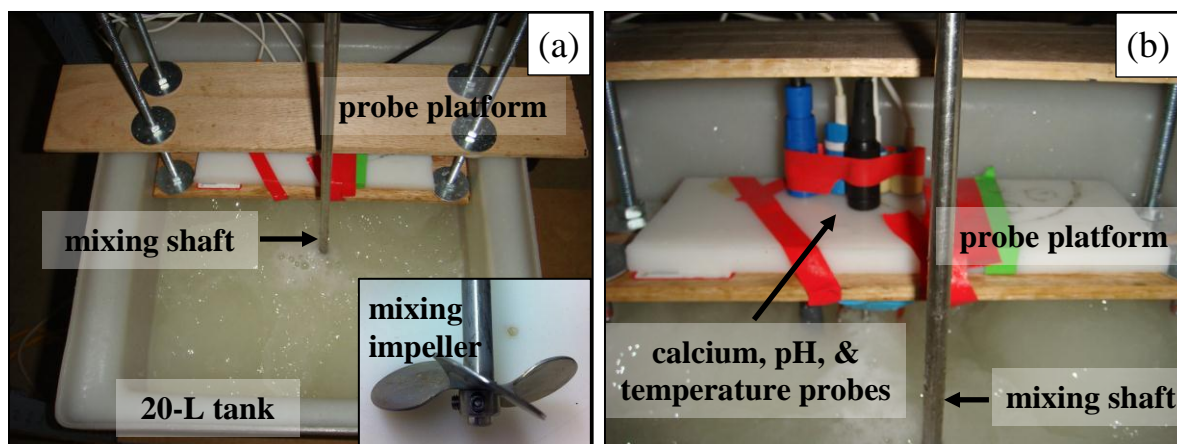 (a)
probe platform
mixing shaft
mixing
impeller
20-L tank
(b)
probe platform
calcium, pH, &
temperature probes
mixing shaft